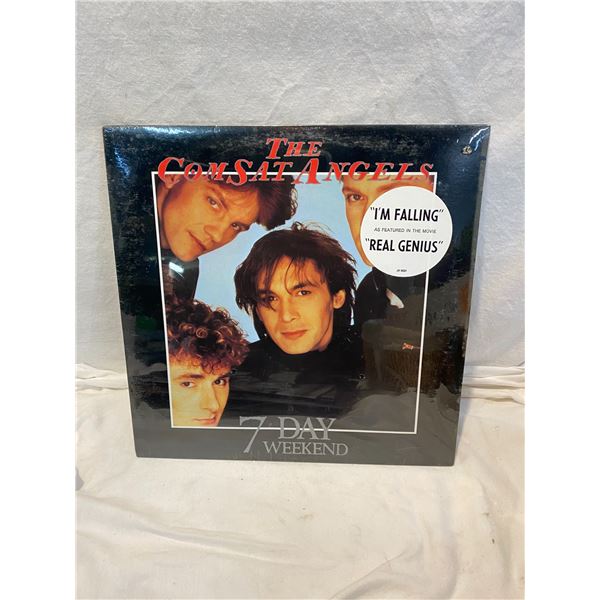 THE
COMSAT ANGELS
"I'M FALLING"
AS FEATURED IN THE MOVIE
"REAL GENIUS"
7 DAY
WEEKEND